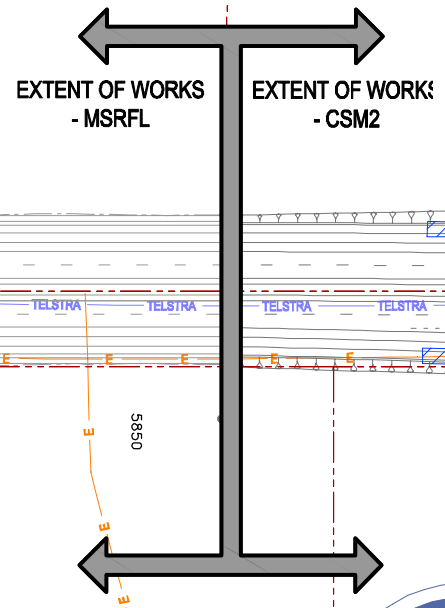 EXTENT OF WORKS
- MSRFL
EXTENT OF WORKS
- CSM2
TELSTRA TELSTRA TELSTRA TELSTRA
E E E E E
E
5850
E
E